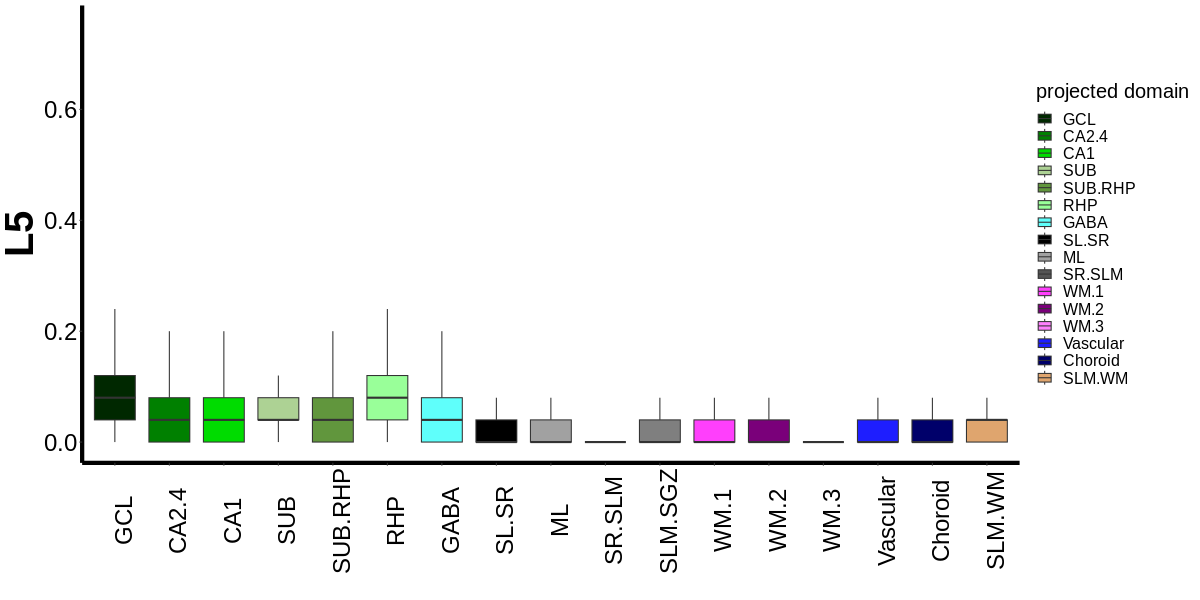 L5
0.6
0.4
0.2
0.0
GCL
CA2.4
CA1
SUB
SUB.RHP
RHP
GABA
SL.SR
ML
SR.SLM
SLM.SGZ
WM.1
WM.2
WM.3
Vascular
Choroid
SLM.WM
projected domain
GCL
CA2.4
CA1
SUB
SUB.RHP
RHP
GABA
SL.SR
ML
SR.SLM
WM.1
WM.2
WM.3
Vascular
Choroid
SLM.WM